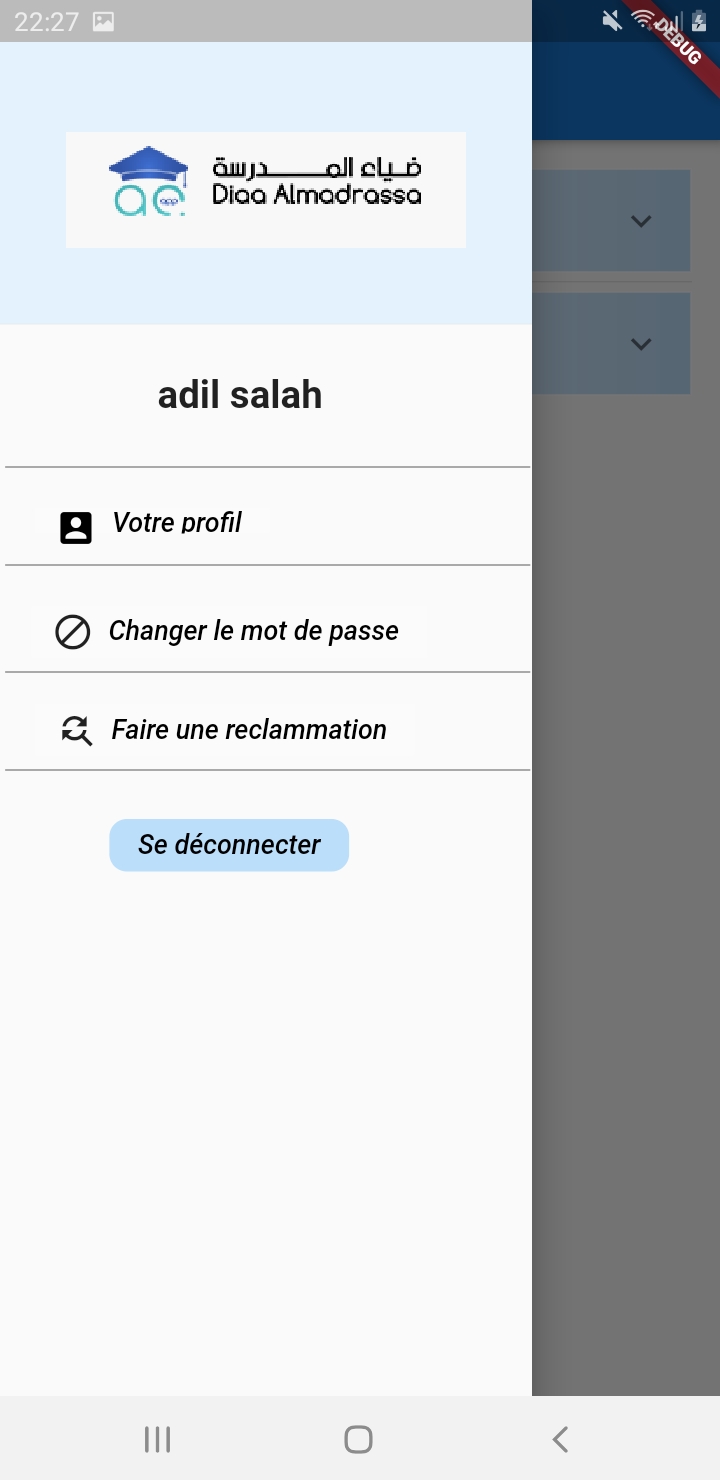 22:27
DEBUG
ضياء المـــــدرسة
Diaa Almadrassa
adil salah
Votre profil
Changer le mot de passe
Faire une reclammation
Se déconnecter